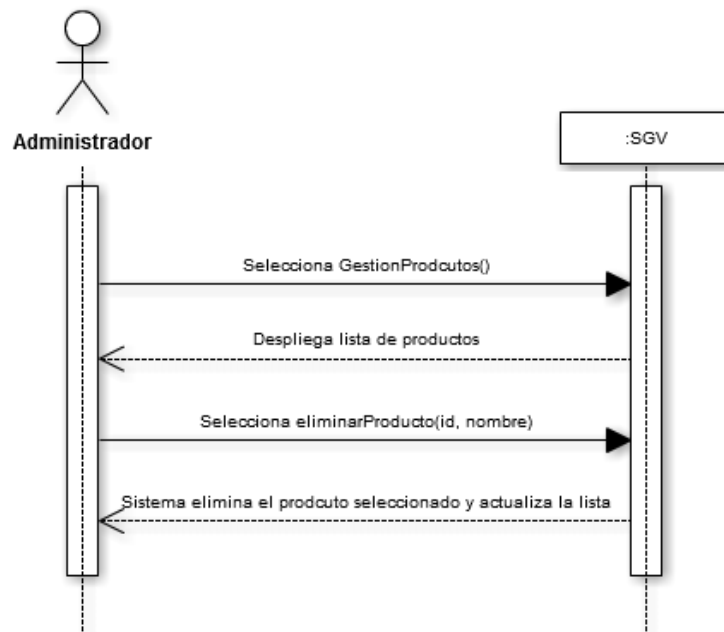 Administrador
:SGV
Selecciona GestionProdcutos()
Despliega lista de productos
Selecciona eliminarProducto(id, nombre)
Sistema elimina el prodcuto seleccionado y actualiza la lista